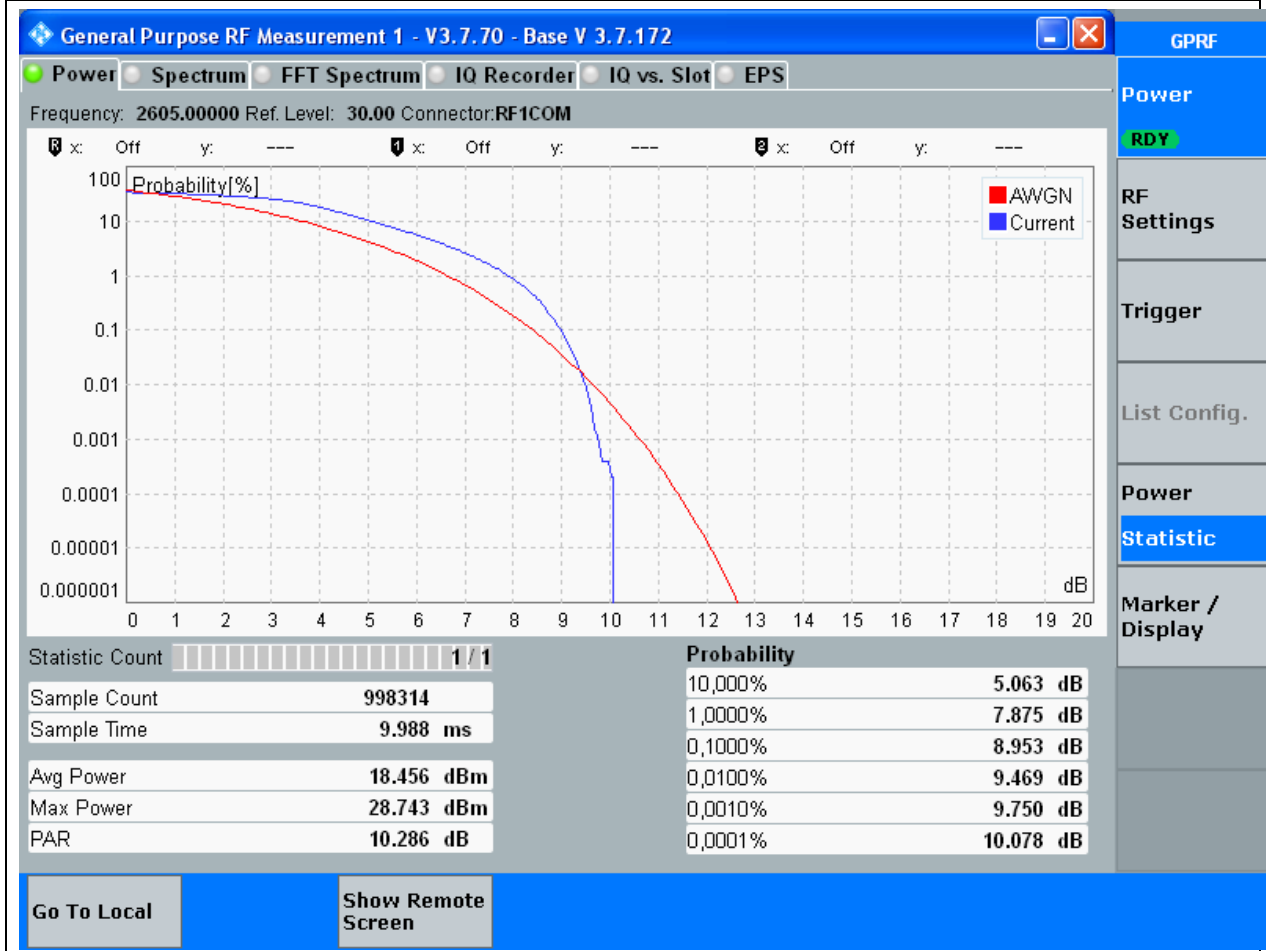 General Purpose RF Measurement 1 - V3.7.70 - Base V 3.7.172
GPRF
Power Spectrum FFT Spectrum IQ Recorder IQ vs. Slot EPS
Frequency: 2605.00000 Ref. Level: 30.00 Connector:RF1COM
R x: Off y: --- 1 x: Off y: --- 2 x: Off y: ---
Probability[%]
100
10
1
0.1
0.01
0.001
0.0001
0.00001
0.000001
AWGN
Current
dB
0 1 2 3 4 5 6 7 8 9 10 11 12 13 14 15 16 17 18 19 20
Statistic Count 1 / 1
Sample Count 998314
Sample Time 9.988 ms
Avg Power 18.456 dBm
Max Power 28.743 dBm
PAR 10.286 dB
Probability
10,000% 5.063 dB
1,0000% 7.875 dB
0,1000% 8.953 dB
0,0100% 9.469 dB
0,0010% 9.750 dB
0,0001% 10.078 dB
Power
RDY
RF
Settings
Trigger
List Config.
Power
Statistic
Marker /
Display
Go To Local
Show Remote
Screen